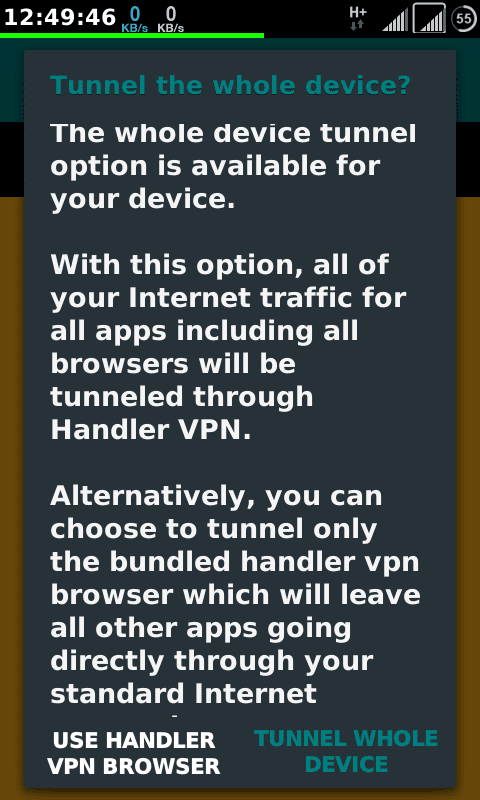 12:49:46 0 KB/s 0 KB/s H+ 55
Tunnel the whole device?
The whole device tunnel
option is available for
your device.
With this option, all of
your Internet traffic for
all apps including all
browsers will be
tunneled through
Handler VPN.
Alternatively, you can
choose to tunnel only
the bundled handler vpn
browser which will leave
all other apps going
directly through your
standard Internet
USE HANDLER
VPN BROWSER
TUNNEL WHOLE
DEVICE